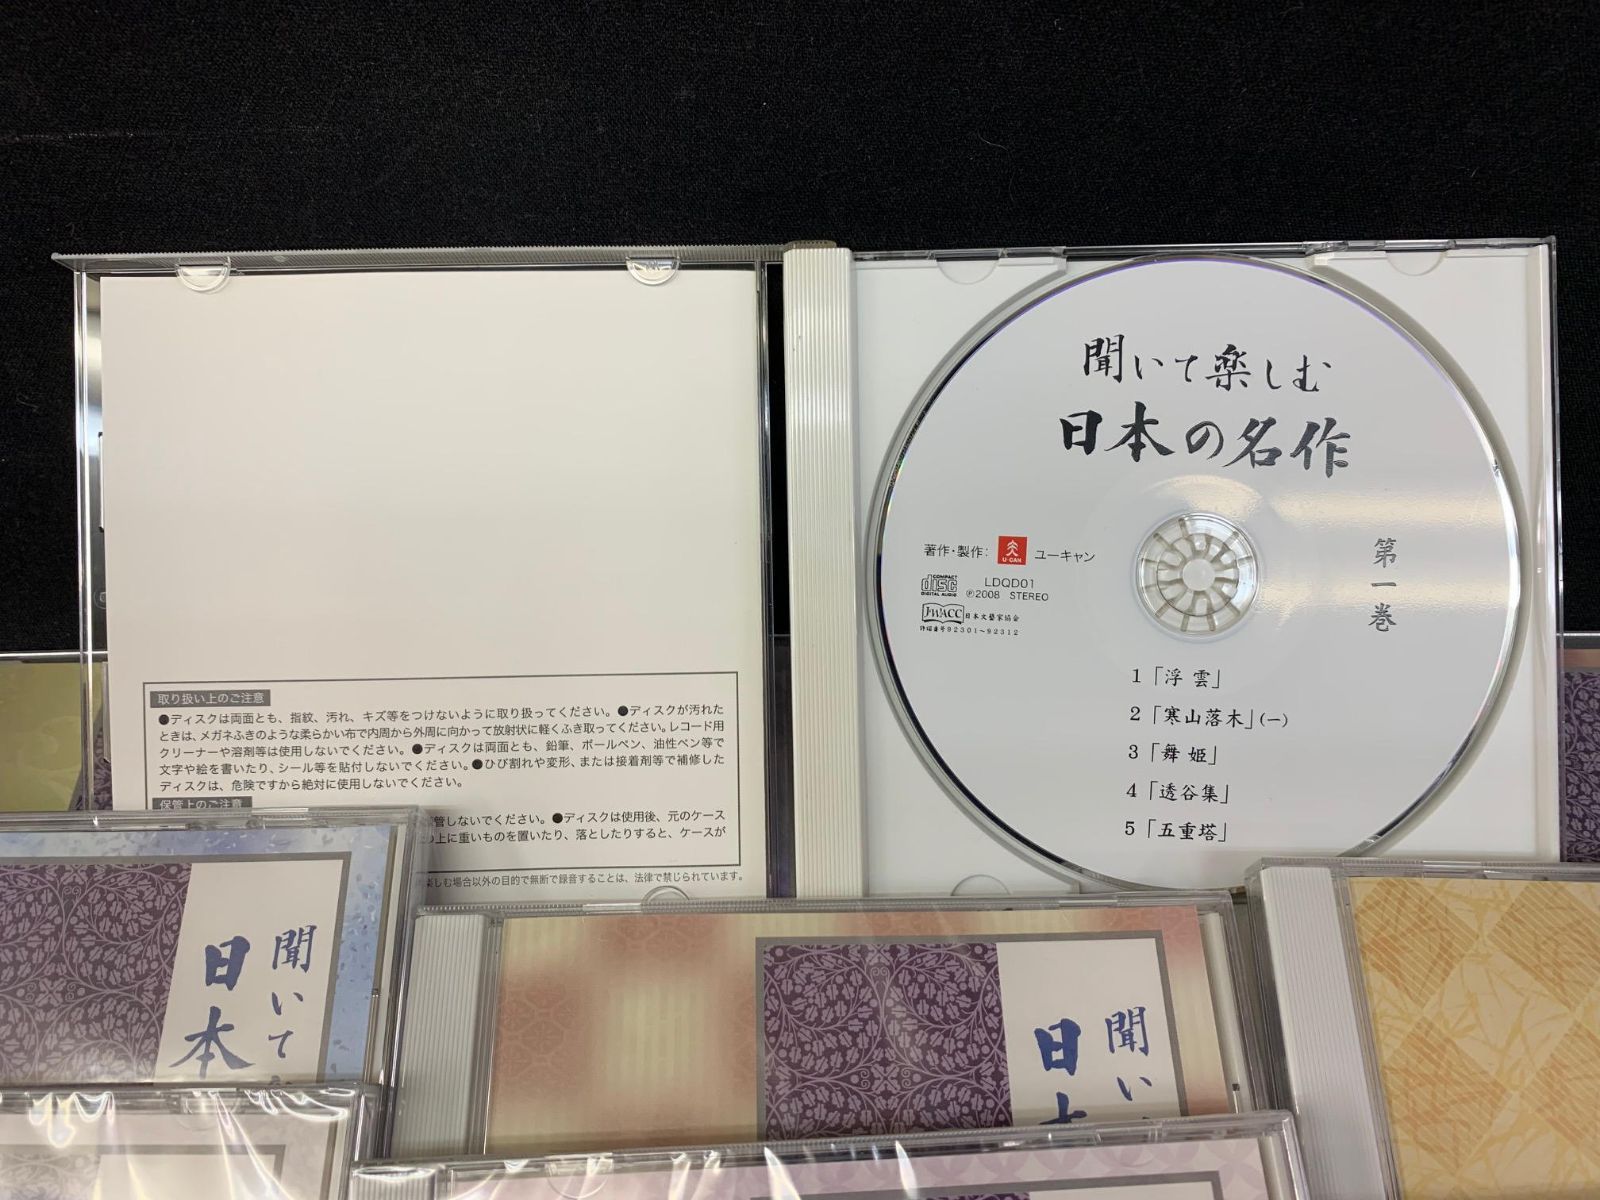 取り扱い上のご注意
●ディスクは両面とも、指紋、汚れ、キズ等をつけないように取り扱ってください。●ディスクが汚れた
ときは、メガネふきのような柔らかい布で内周から外周に向かって放射状に軽くふき取ってください。レコード用
クリーナーや溶剤等は使用しないでください。●ディスクは両面とも、鉛筆、ボールペン、油性ペン等で
文字や絵を書いたり、シール等を貼付しないでください。●ひび割れや変形、または接着剤等で補修した
ディスクは、危険ですから絶対に使用しないでください。
保管上のご注意
管しないでください。●ディスクは使用後、元のケース
上に重いものを置いたり、落としたりすると、ケースが
楽しむ場合以外の目的で無断で録音することは、法律で禁じられています。
聞いて楽しむ
日本の名作
第一巻
著作・製作: U-CAN ユーキャン
COMPACT disc DIGITAL AUDIO
LDQD01
℗2008 STEREO
JWACC 日本文藝家協会
許諾番号92301~92312
1「浮雲」
2「寒山落木」(一)
3「舞姫」
4「透谷集」
5「五重塔」
聞いて
日本
聞い
日本